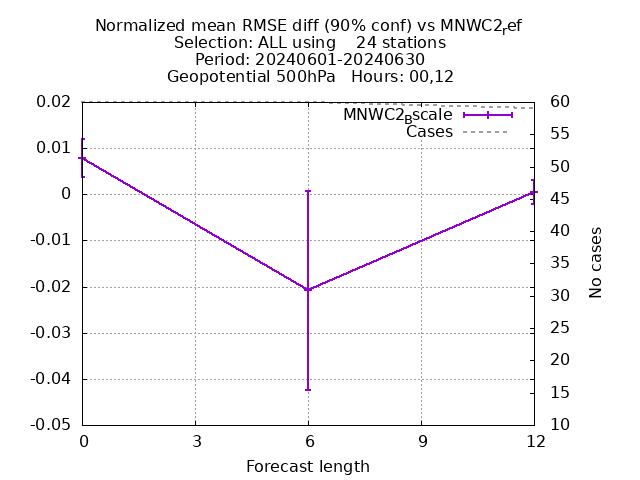 Normalized mean RMSE diff (90% conf) vs MNWC2ref
Selection: ALL using 24 stations
Period: 20240601-20240630
Geopotential 500hPa Hours: 00,12
MNWC2Bscale
Cases
0.02
0.01
0
-0.01
-0.02
-0.03
-0.04
-0.05
60
55
50
45
40
35
30
25
20
15
10
No cases
0 3 6 9 12
Forecast length